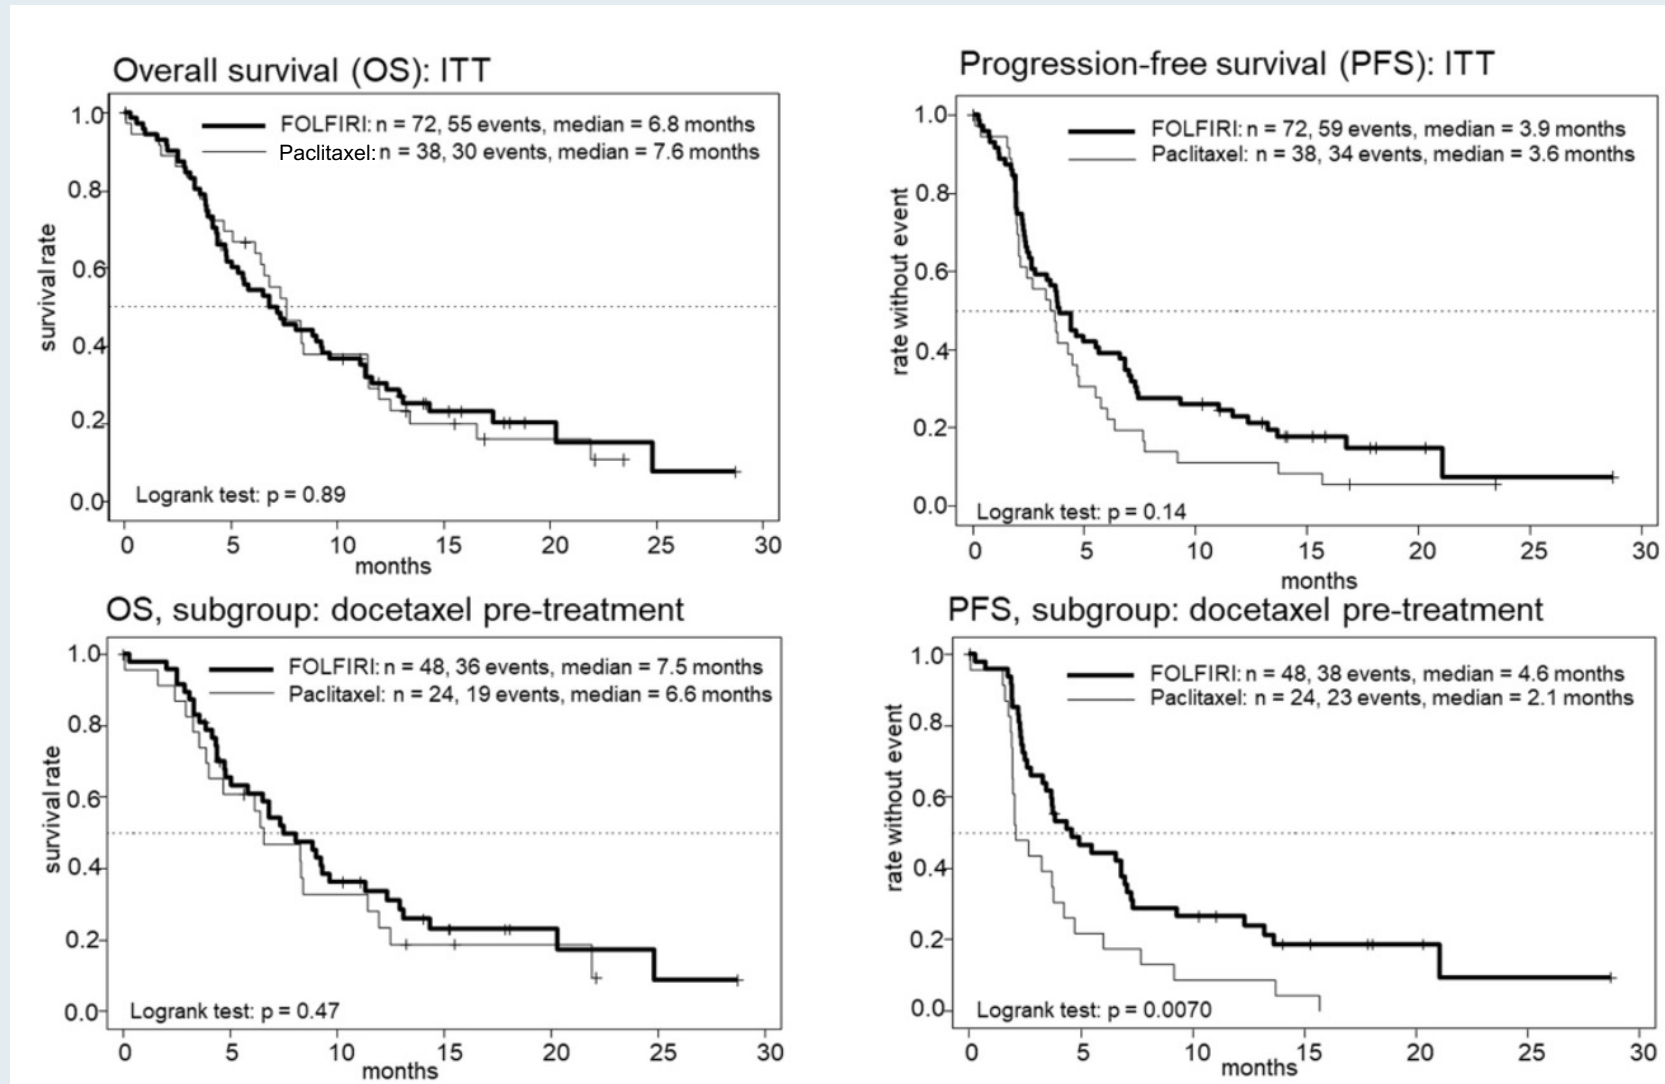 Overall survival (OS): ITT
FOLFIRI: n = 72, 55 events, median = 6.8 months
Paclitaxel: n = 38, 30 events, median = 7.6 months
survival rate
1.0
0.8
0.6
0.4
0.2
0.0
Logrank test: p = 0.89
0 5 10 15 20 25 30
months
Progression-free survival (PFS): ITT
FOLFIRI: n = 72, 59 events, median = 3.9 months
Paclitaxel: n = 38, 34 events, median = 3.6 months
rate without event
1.0
0.8
0.6
0.4
0.2
0.0
Logrank test: p = 0.14
0 5 10 15 20 25 30
months
OS, subgroup: docetaxel pre-treatment
FOLFIRI: n = 48, 36 events, median = 7.5 months
Paclitaxel: n = 24, 19 events, median = 6.6 months
survival rate
1.0
0.8
0.6
0.4
0.2
0.0
Logrank test: p = 0.47
0 5 10 15 20 25 30
months
PFS, subgroup: docetaxel pre-treatment
FOLFIRI: n = 48, 38 events, median = 4.6 months
Paclitaxel: n = 24, 23 events, median = 2.1 months
rate without event
1.0
0.8
0.6
0.4
0.2
0.0
Logrank test: p = 0.0070
0 5 10 15 20 25 30
months